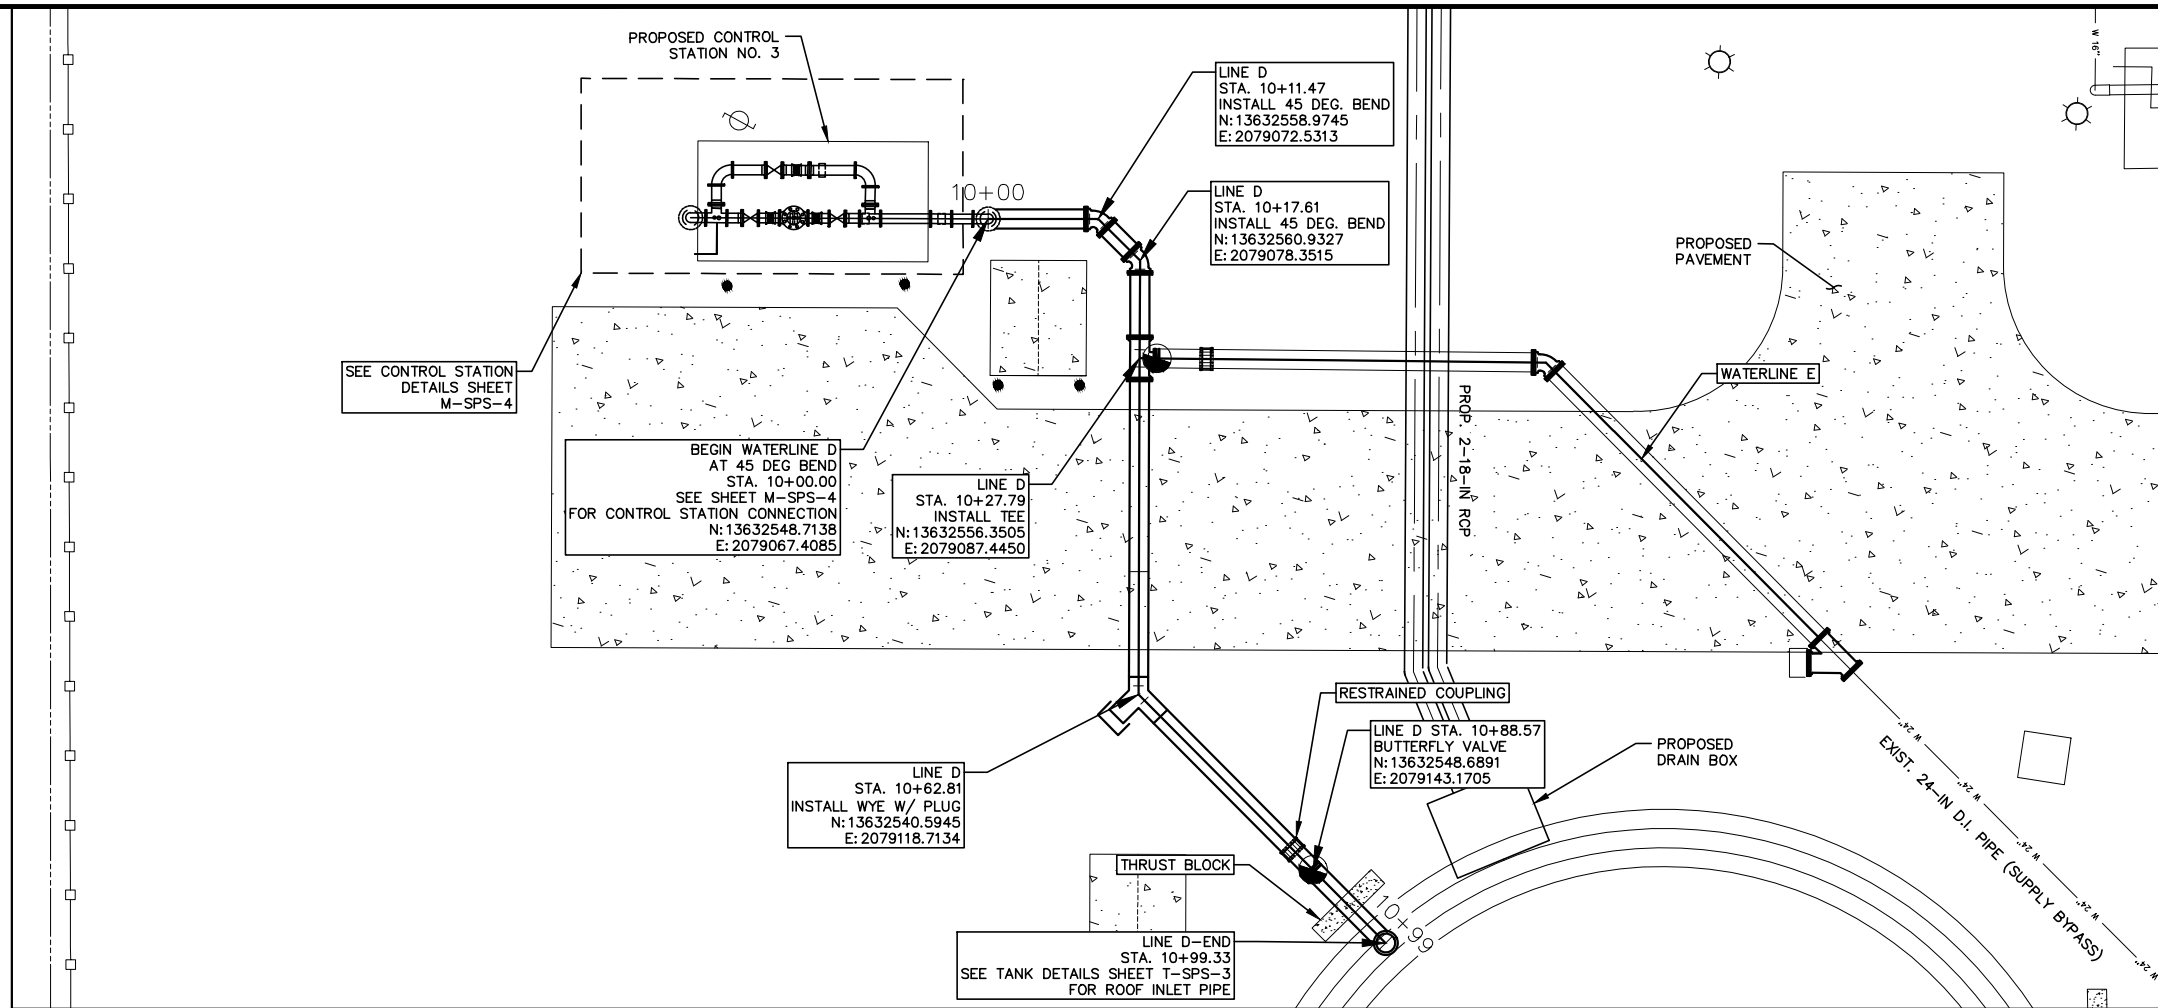 PROPOSED CONTROL
STATION NO. 3
LINE D
STA. 10+11.47
INSTALL 45 DEG. BEND
N:13632558.9745
E:2079072.5313
W 16"
10+00
LINE D
STA. 10+17.61
INSTALL 45 DEG. BEND
N:13632560.9327
E:2079078.3515
PROPOSED
PAVEMENT
SEE CONTROL STATION
DETAILS SHEET
M-SPS-4
WATERLINE E
PROP. 2-18-IN RCP
BEGIN WATERLINE D
AT 45 DEG BEND
STA. 10+00.00
SEE SHEET M-SPS-4
FOR CONTROL STATION CONNECTION
N:13632548.7138
E:2079067.4085
LINE D
STA. 10+27.79
INSTALL TEE
N:13632556.3505
E:2079087.4450
RESTRAINED COUPLING
LINE D STA. 10+88.57
BUTTERFLY VALVE
N:13632548.6891
E:2079143.1705
PROPOSED
DRAIN BOX
W 24"
W 24"
W 24"
W 24"
W 24"
EXIST. 24-IN D.I. PIPE (SUPPLY BYPASS)
LINE D
STA. 10+62.81
INSTALL WYE W/ PLUG
N:13632540.5945
E:2079118.7134
THRUST BLOCK
10+99
LINE D-END
STA. 10+99.33
SEE TANK DETAILS SHEET T-SPS-3
FOR ROOF INLET PIPE